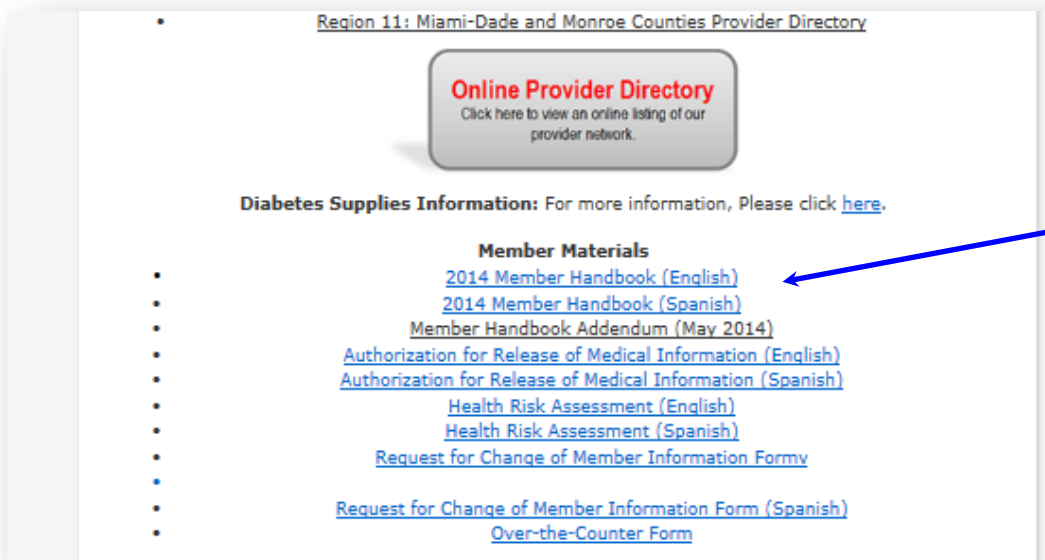 Region 11: Miami-Dade and Monroe Counties Provider Directory
Online Provider Directory
Click here to view an online listing of our
provider network.
Diabetes Supplies Information: For more information, Please click here.
Member Materials
2014 Member Handbook (English)
2014 Member Handbook (Spanish)
Member Handbook Addendum (May 2014)
Authorization for Release of Medical Information (English)
Authorization for Release of Medical Information (Spanish)
Health Risk Assessment (English)
Health Risk Assessment (Spanish)
Request for Change of Member Information Formv
Request for Change of Member Information Form (Spanish)
Over-the-Counter Form